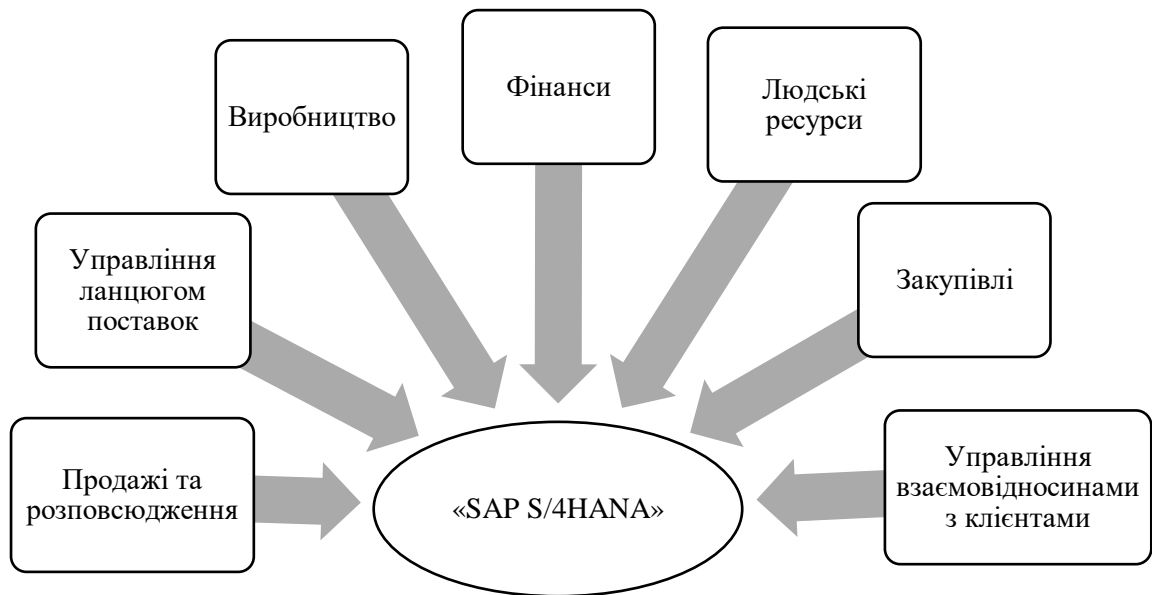 Фінанси
Виробництво
Людські
ресурси
Управління
ланцюгом
поставок
Закупівлі
Продажі та
розповсюдження
«SAP S/4HANA»
Управління
взаємовідносинами
з клієнтами